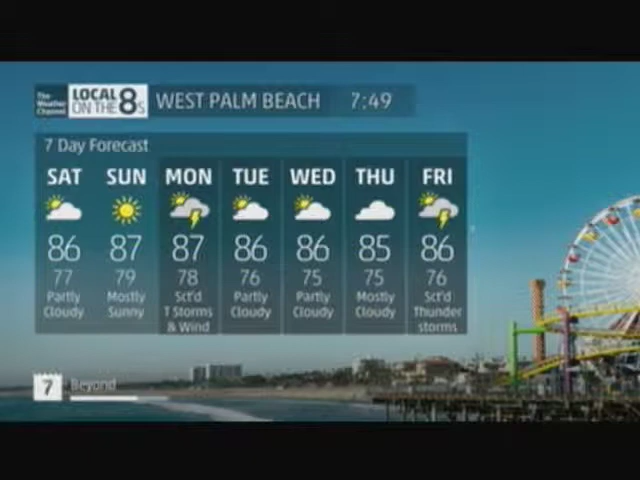 The Weather Channel
LOCAL ON THE 8s
WEST PALM BEACH 7:49
7 Day Forecast
SAT SUN MON TUE WED THU FRI
86 87 87 86 86 85 86
77 79 78 76 75 75 76
Partly Mostly Sct'd Partly Partly Mostly Sct'd
Cloudy Sunny T Storms Cloudy Cloudy Cloudy Thunder
& Wind storms
7 Beyond